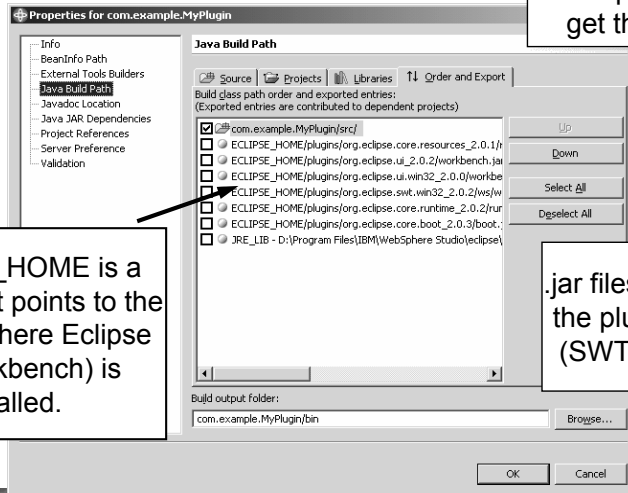 Properties for com.example.MyPlugin
get th
Info
BeanInfo Path
External Tools Builders
Java Build Path
Javadoc Location
Java JAR Dependencies
Project References
Server Preference
Validation
Java Build Path
Source
Projects
Libraries
Order and Export
Build class path order and exported entries:
(Exported entries are contributed to dependent projects)
com.example.MyPlugin/src/
ECLIPSE_HOME/plugins/org.eclipse.core.resources_2.0.1/r
ECLIPSE_HOME/plugins/org.eclipse.ui_2.0.2/workbench.jar
ECLIPSE_HOME/plugins/org.eclipse.ui.win32_2.0.0/workbe
ECLIPSE_HOME/plugins/org.eclipse.swt.win32_2.0.2/ws/w
ECLIPSE_HOME/plugins/org.eclipse.core.runtime_2.0.2/rur
ECLIPSE_HOME/plugins/org.eclipse.core.boot_2.0.3/boot.j
JRE_LIB - D:\Program Files\IBM\WebSphere Studio\eclipse\
Up
Down
Select All
Deselect All
_HOME is a
t points to the
here Eclipse
kbench) is
alled.
.jar files
the plu
(SWT
Build output folder:
com.example.MyPlugin/bin
Browse...
OK
Cancel